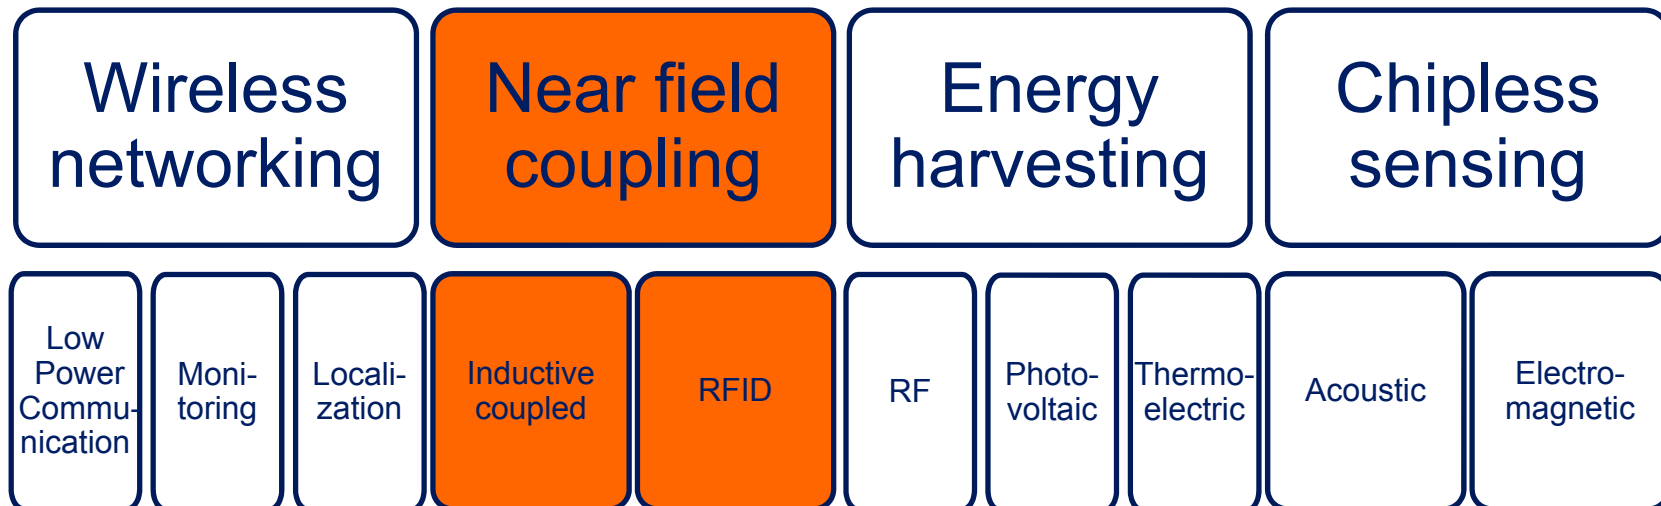 Wireless
networking
Near field
coupling
Energy
harvesting
Chipless
sensing
Low
Power
Commu-
nication
Moni-
toring
Locali-
zation
Inductive
coupled
RFID
RF
Photo-
voltaic
Thermo-
electric
Acoustic
Electro-
magnetic